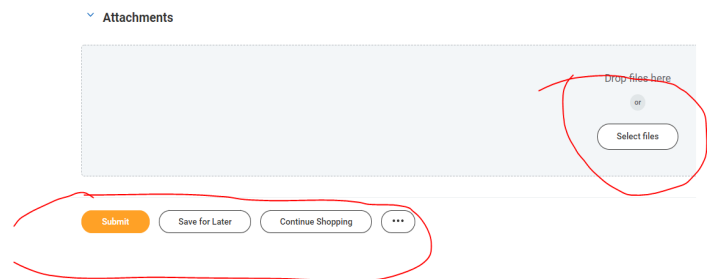 Attachments
Drop files here
or
Select files
Submit
Save for Later
Continue Shopping
...